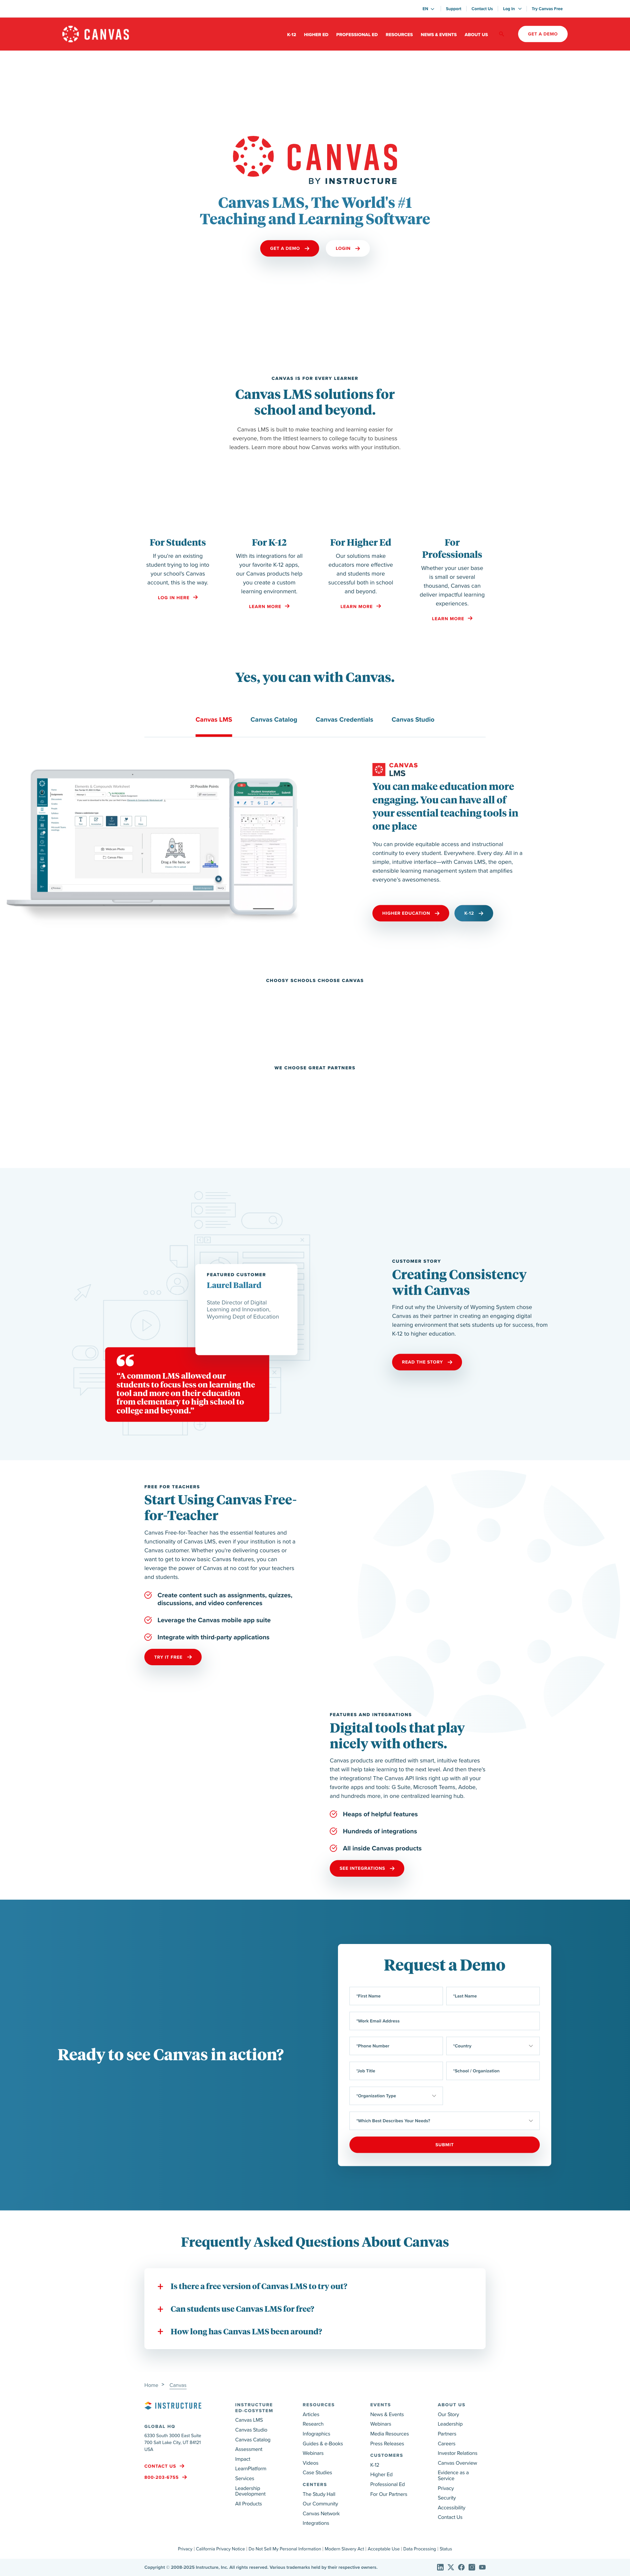 EN
Support
Contact Us
Log In
Try Canvas Free
CANVAS
K-12
HIGHER ED
PROFESSIONAL ED
RESOURCES
NEWS & EVENTS
ABOUT US
GET A DEMO
CANVAS
BY INSTRUCTURE
Canvas LMS, The World's #1
Teaching and Learning Software
GET A DEMO
LOGIN
CANVAS IS FOR EVERY LEARNER
Canvas LMS solutions for
school and beyond.
Canvas LMS is built to make teaching and learning easier for
everyone, from the littlest learners to college faculty to business
leaders. Learn more about how Canvas works with your institution.
For Students
If you're an existing
student trying to log into
your school's Canvas
account, this is the way.
LOG IN HERE
For K-12
With its integrations for all
your favorite K-12 apps,
our Canvas products help
you create a custom
learning environment.
LEARN MORE
For Higher Ed
Our solutions make
educators more effective
and students more
successful both in school
and beyond.
LEARN MORE
For
Professionals
Whether your user base
is small or several
thousand, Canvas can
deliver impactful learning
experiences.
LEARN MORE
Yes, you can with Canvas.
Canvas LMS
Canvas Catalog
Canvas Credentials
Canvas Studio
CANVAS
LMS
You can make education more
engaging. You can have all of
your essential teaching tools in
one place
You can provide equitable access and instructional
continuity to every student. Everywhere. Every day. All in a
simple, intuitive interface—with Canvas LMS, the open,
extensible learning management system that amplifies
everyone's awesomeness.
HIGHER EDUCATION
K-12
CHOOSY SCHOOLS CHOOSE CANVAS
WE CHOOSE GREAT PARTNERS
FEATURED CUSTOMER
Laurel Ballard
State Director of Digital
Learning and Innovation,
Wyoming Dept of Education
"A common LMS allowed our
students to focus less on learning the
tool and more on their education
from elementary to high school to
college and beyond."
CUSTOMER STORY
Creating Consistency
with Canvas
Find out why the University of Wyoming System chose
Canvas as their partner in creating an engaging digital
learning environment that sets students up for success, from
K-12 to higher education.
READ THE STORY
FREE FOR TEACHERS
Start Using Canvas Free-
for-Teacher
Canvas Free-for-Teacher has the essential features and
functionality of Canvas LMS, even if your institution is not a
Canvas customer. Whether you're delivering courses or
want to get to know basic Canvas features, you can
leverage the power of Canvas at no cost for your teachers
and students.
Create content such as assignments, quizzes,
discussions, and video conferences
Leverage the Canvas mobile app suite
Integrate with third-party applications
TRY IT FREE
FEATURES AND INTEGRATIONS
Digital tools that play
nicely with others.
Canvas products are outfitted with smart, intuitive features
that will help take learning to the next level. And then there's
the integrations! The Canvas API links right up with all your
favorite apps and tools: G Suite, Microsoft Teams, Adobe,
and hundreds more, in one centralized learning hub.
Heaps of helpful features
Hundreds of integrations
All inside Canvas products
SEE INTEGRATIONS
Ready to see Canvas in action?
Request a Demo
*First Name
*Last Name
*Work Email Address
*Phone Number
*Country
*Job Title
*School / Organization
*Organization Type
*Which Best Describes Your Needs?
SUBMIT
Frequently Asked Questions About Canvas
Is there a free version of Canvas LMS to try out?
Can students use Canvas LMS for free?
How long has Canvas LMS been around?
Home > Canvas
INSTRUCTURE
GLOBAL HQ
6330 South 3000 East Suite
700 Salt Lake City, UT 84121
USA
CONTACT US
800-203-6755
INSTRUCTURE
ED·COSYSTEM
Canvas LMS
Canvas Studio
Canvas Catalog
Assessment
Impact
LearnPlatform
Services
Leadership
Development
All Products
RESOURCES
Articles
Research
Infographics
Guides & e-Books
Webinars
Videos
Case Studies
CENTERS
The Study Hall
Our Community
Canvas Network
Integrations
EVENTS
News & Events
Webinars
Media Resources
Press Releases
CUSTOMERS
K-12
Higher Ed
Professional Ed
For Our Partners
ABOUT US
Our Story
Leadership
Partners
Careers
Investor Relations
Canvas Overview
Evidence as a
Service
Privacy
Security
Accessibility
Contact Us
Privacy | California Privacy Notice | Do Not Sell My Personal Information | Modern Slavery Act | Acceptable Use | Data Processing | Status
Copyright © 2008-2025 Instructure, Inc. All rights reserved. Various trademarks held by their respective owners.